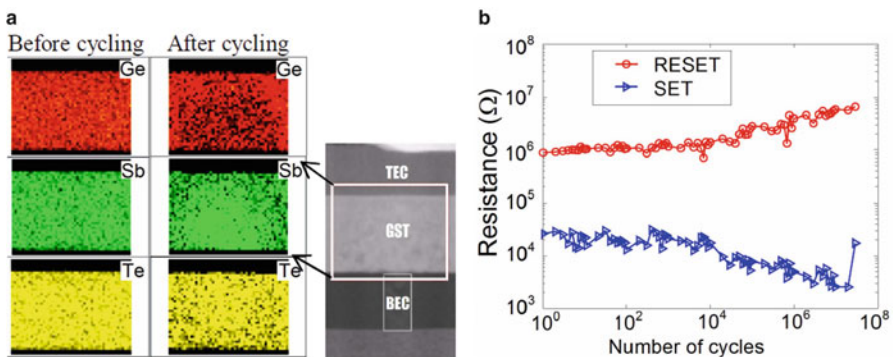 a
Before cycling After cycling
Ge Ge
Sb Sb
Te Te
TEC
GST
BEC
b
10^8
10^7
10^6
10^5
10^4
10^3
Resistance (Ω)
RESET
SET
10^0 10^2 10^4 10^6 10^8
Number of cycles